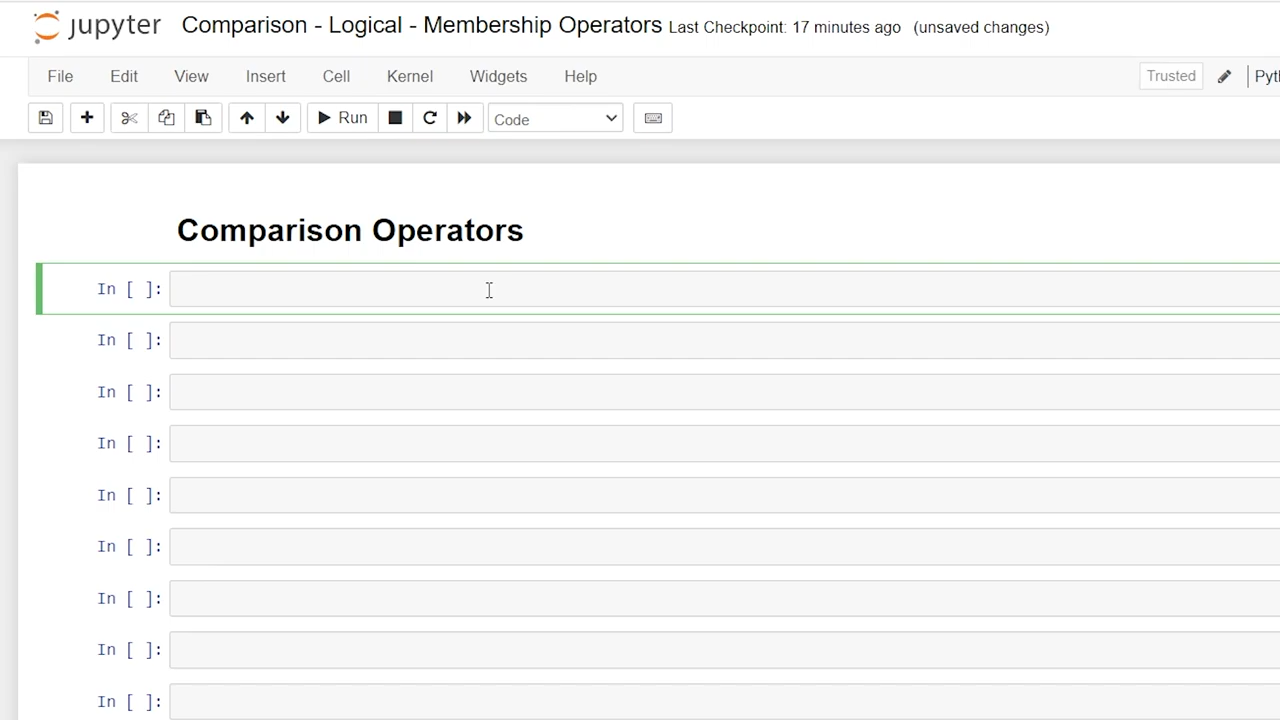 jupyter Comparison - Logical - Membership Operators Last Checkpoint: 17 minutes ago (unsaved changes)
File Edit View Insert Cell Kernel Widgets Help Trusted Pyt
Run Code
Comparison Operators
In [ ]:
In [ ]:
In [ ]:
In [ ]:
In [ ]:
In [ ]:
In [ ]:
In [ ]:
In [ ]: